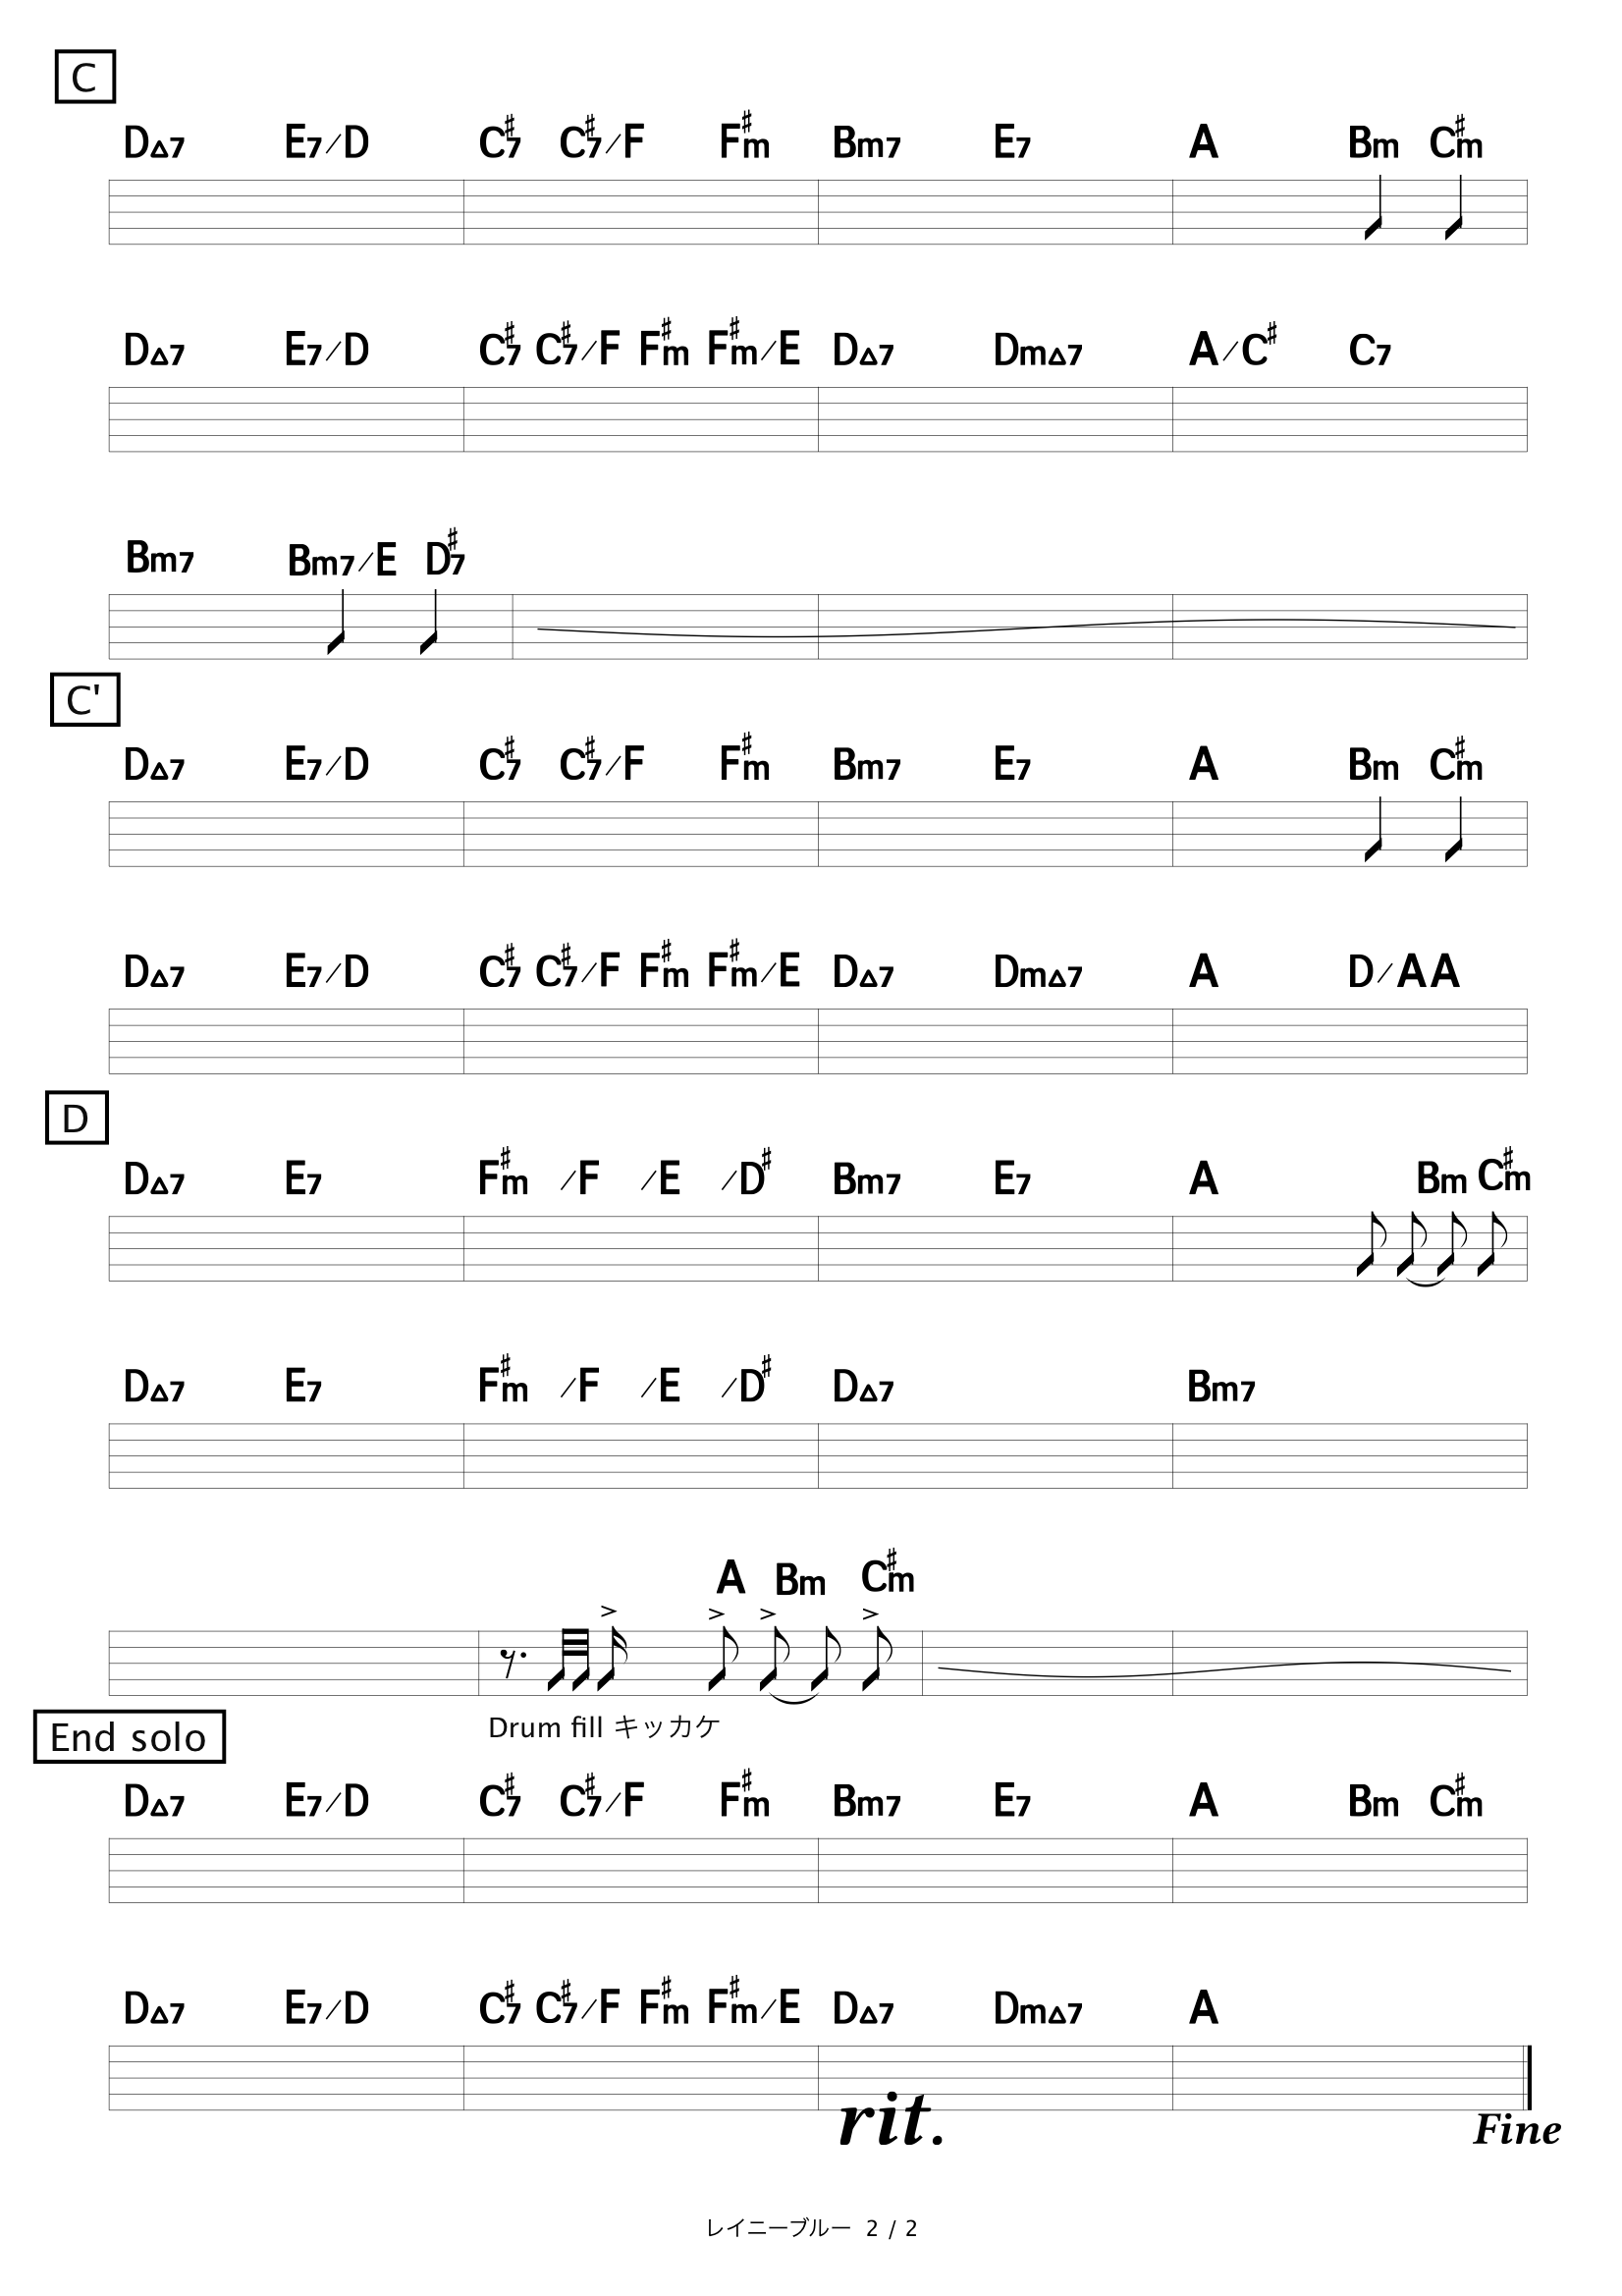 C
D△7 E7/D C#7 C#7/F F#m Bm7 E7 A Bm C#m
D△7 E7/D C#7 C#7/F F#m F#m/E D△7 Dm△7 A/C# C7
Bm7 Bm7/E D#7
C'
D△7 E7/D C#7 C#7/F F#m Bm7 E7 A Bm C#m
D△7 E7/D C#7 C#7/F F#m F#m/E D△7 Dm△7 A D/A A
D
D△7 E7 F#m /F /E /D# Bm7 E7 A Bm C#m
D△7 E7 F#m /F /E /D# D△7 Bm7
A Bm C#m
Drum fill キッカケ
End solo
D△7 E7/D C#7 C#7/F F#m Bm7 E7 A Bm C#m
D△7 E7/D C#7 C#7/F F#m F#m/E D△7 Dm△7 A
rit.
Fine
レイニーブルー 2 / 2